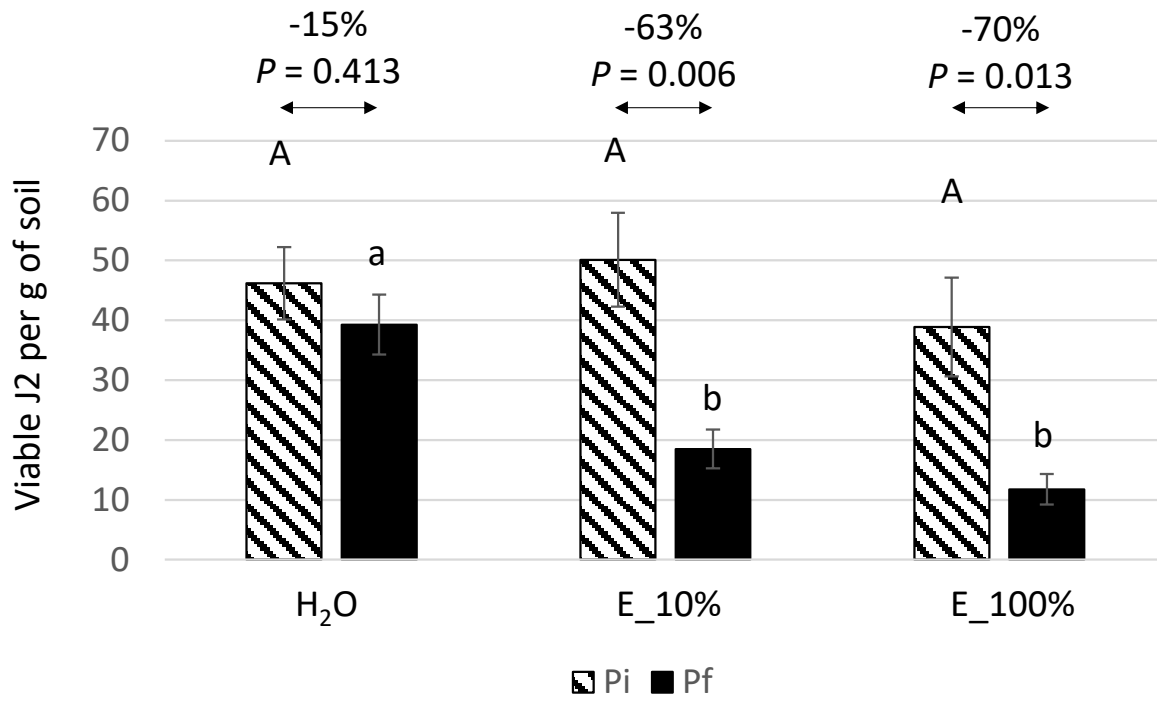 -15%
P = 0.413
-63%
P = 0.006
-70%
P = 0.013
Viable J2 per g of soil
70
60
50
40
30
20
10
0
A
a
A
b
A
b
H₂O
E_10%
E_100%
Pi
Pf